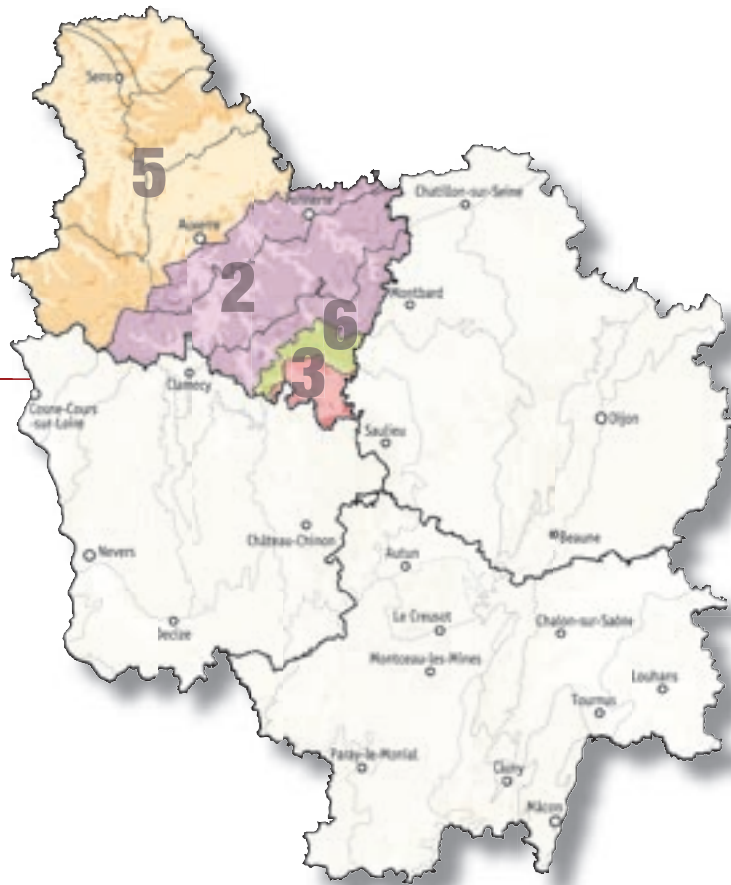 Sens
5
Châtillon-sur-Seine
Auxerre
2
Montbard
6
3
Clamecy
Cosne-Cours
-sur-Loire
Dijon
Saulieu
Château-Chinon
Beaune
Nevers
Autun
Le Creusot
Chalon-sur-Saône
Decize
Montceau-les-Mines
Louhans
Tournus
Paray-le-Monial
Cluny
Mâcon